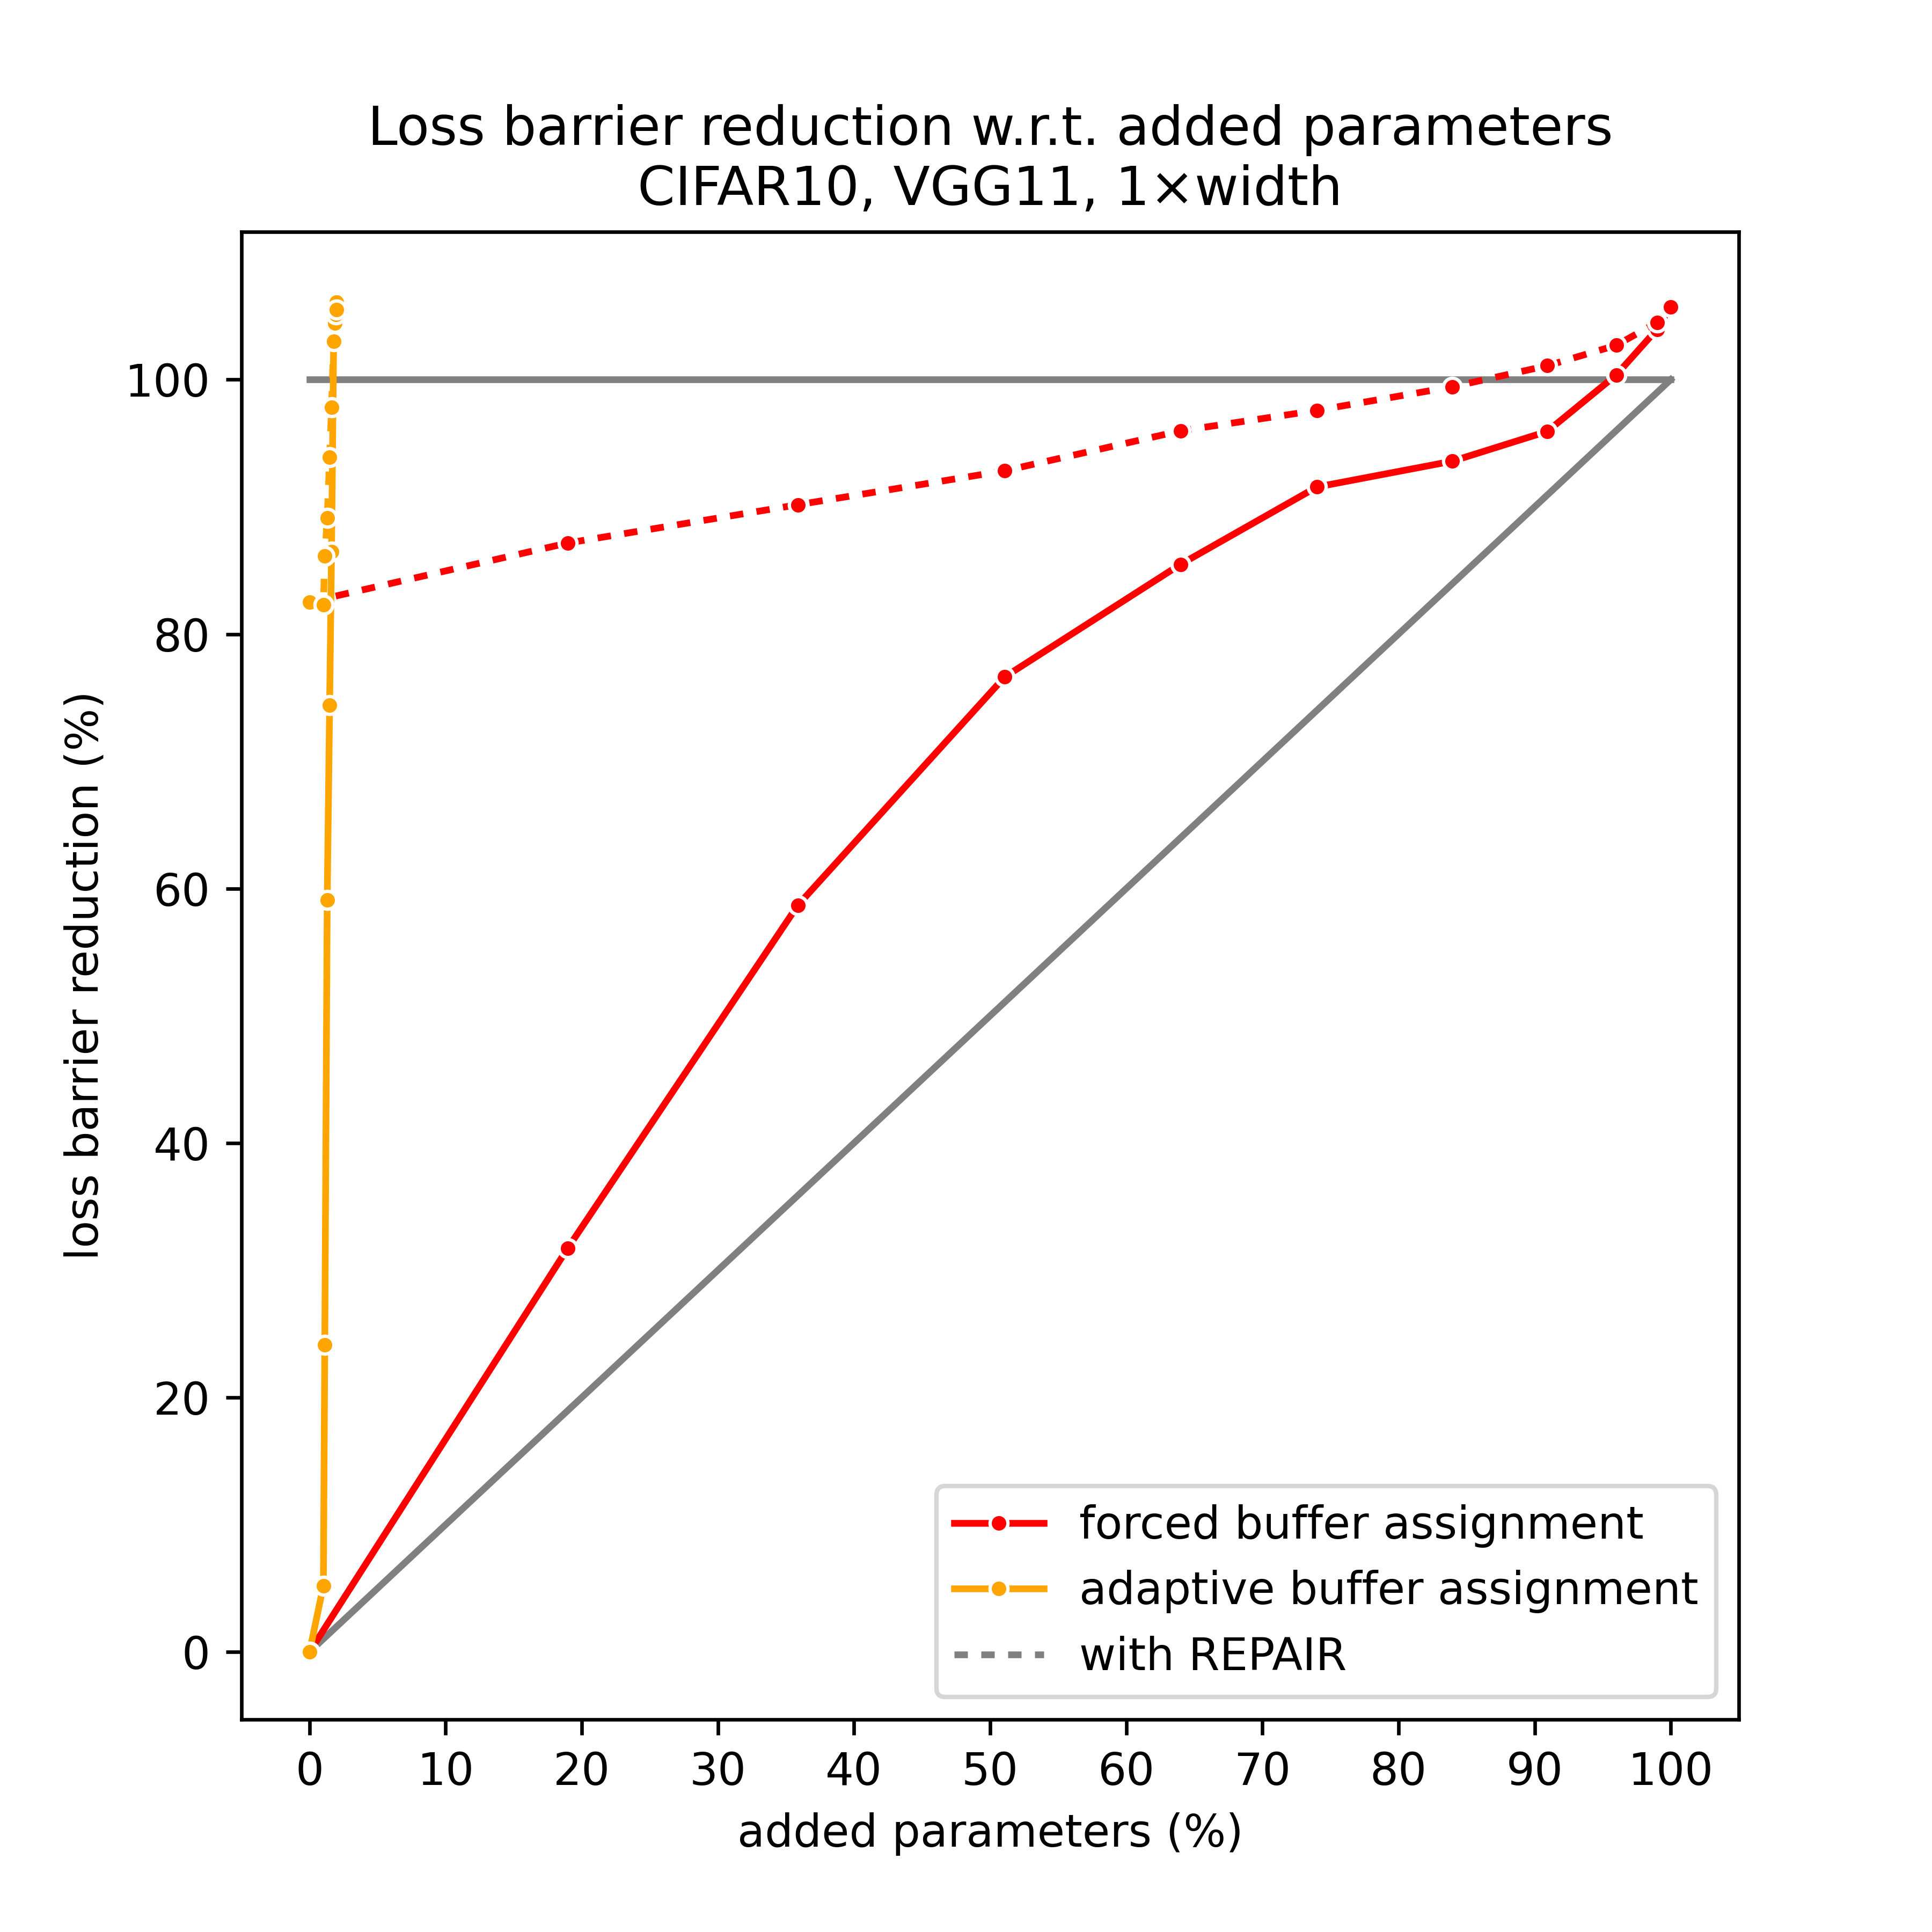 Loss barrier reduction w.r.t. added parameters
CIFAR10, VGG11, 1×width
loss barrier reduction (%)
100
80
60
40
20
0
forced buffer assignment
adaptive buffer assignment
with REPAIR
0 10 20 30 40 50 60 70 80 90 100
added parameters (%)